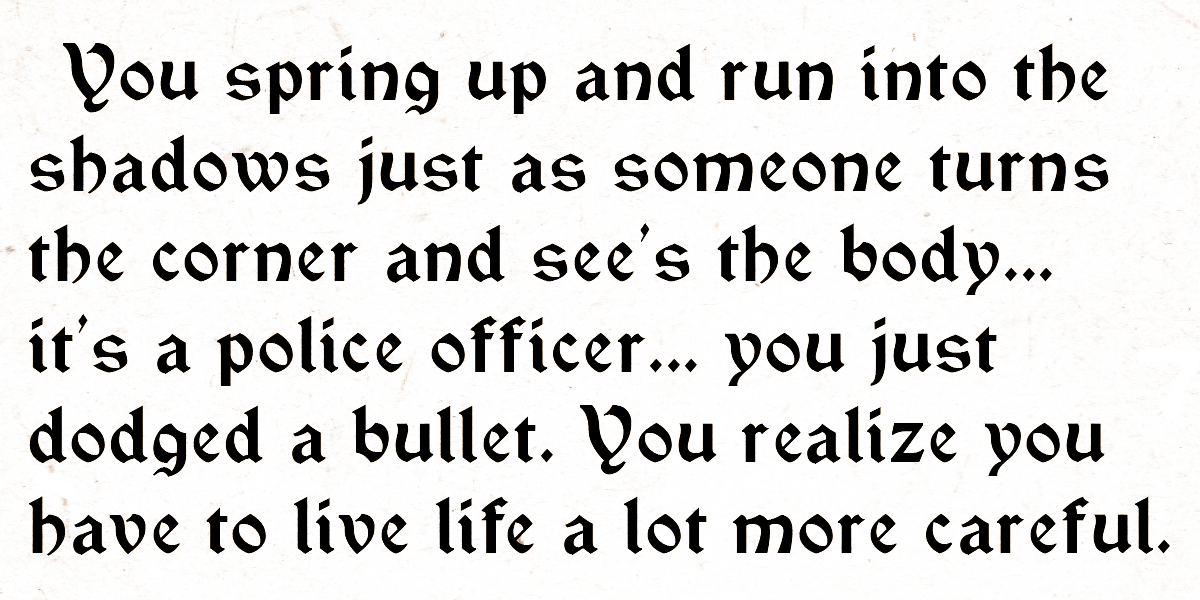 You spring up and run into the
shadows just as someone turns
the corner and see's the body...
it's a police officer... you just
dodged a bullet. You realize you
have to live life a lot more careful.